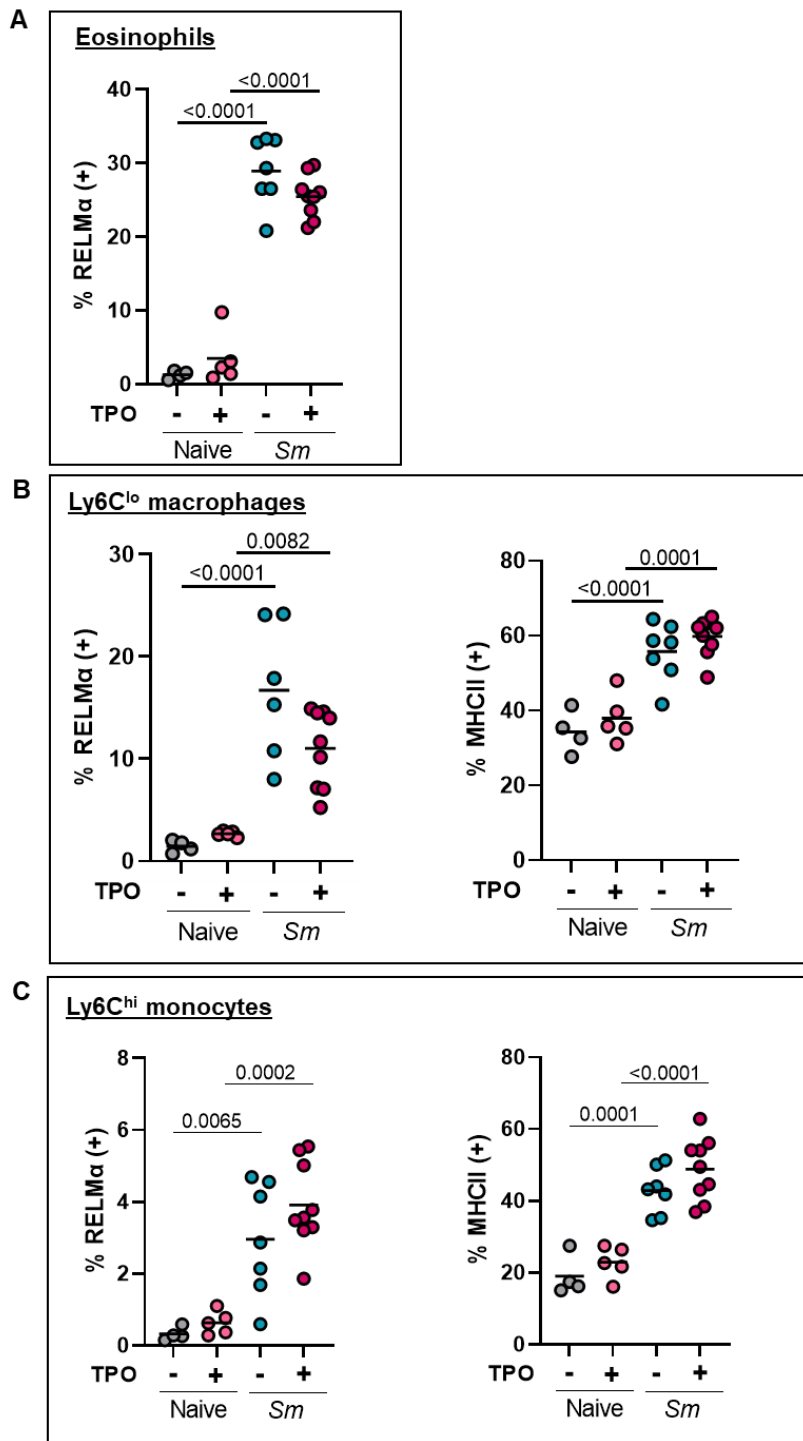 A
Eosinophils
<0.0001
<0.0001
% RELMα (+)
40
30
20
10
0
TPO - + - +
Naive Sm
B
Ly6Clo macrophages
0.0082
<0.0001
% RELMα (+)
30
20
10
0
TPO - + - +
Naive Sm
0.0001
<0.0001
% MHCII (+)
80
60
40
20
0
TPO - + - +
Naive Sm
C
Ly6Chi monocytes
0.0002
0.0065
% RELMα (+)
8
6
4
2
0
TPO - + - +
Naive Sm
<0.0001
0.0001
% MHCII (+)
80
60
40
20
0
TPO - + - +
Naive Sm